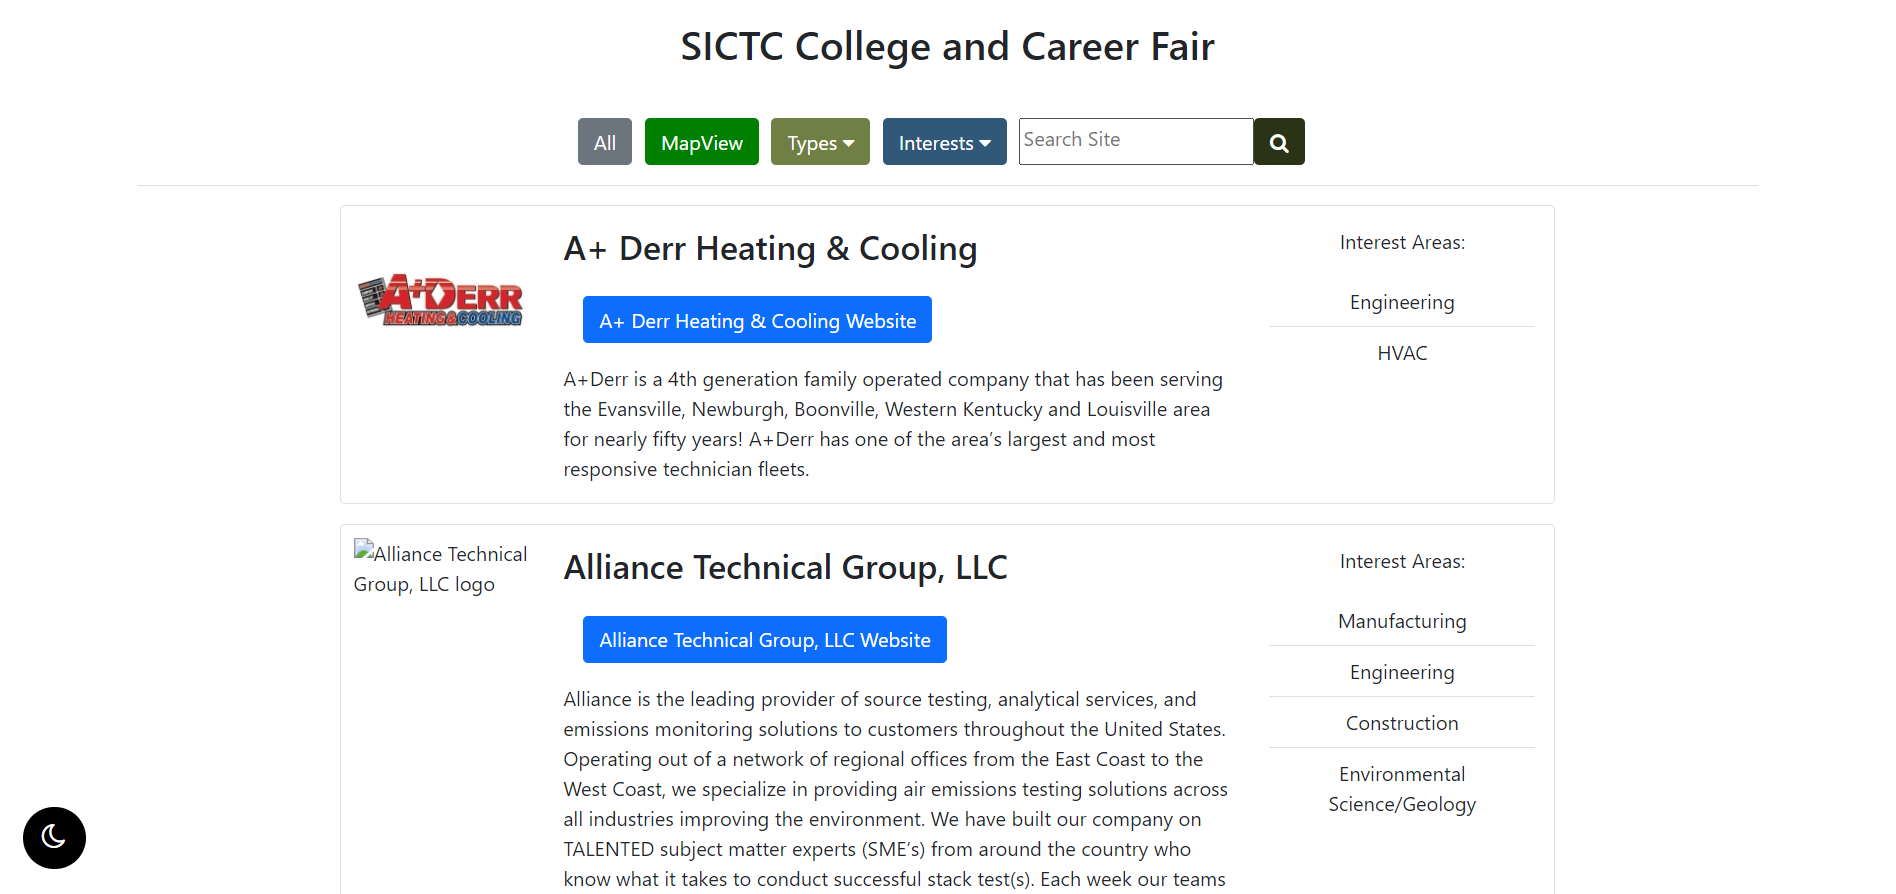 SICTC College and Career Fair
All
MapView
Types
Interests
Search Site
A+DERR
HEATING&COOLING
A+ Derr Heating & Cooling
A+ Derr Heating & Cooling Website
A+Derr is a 4th generation family operated company that has been serving
the Evansville, Newburgh, Boonville, Western Kentucky and Louisville area
for nearly fifty years! A+Derr has one of the area’s largest and most
responsive technician fleets.
Interest Areas:
Engineering
HVAC
Alliance Technical
Group, LLC logo
Alliance Technical Group, LLC
Alliance Technical Group, LLC Website
Alliance is the leading provider of source testing, analytical services, and
emissions monitoring solutions to customers throughout the United States.
Operating out of a network of regional offices from the East Coast to the
West Coast, we specialize in providing air emissions testing solutions across
all industries improving the environment. We have built our company on
TALENTED subject matter experts (SME’s) from around the country who
know what it takes to conduct successful stack test(s). Each week our teams
Interest Areas:
Manufacturing
Engineering
Construction
Environmental
Science/Geology